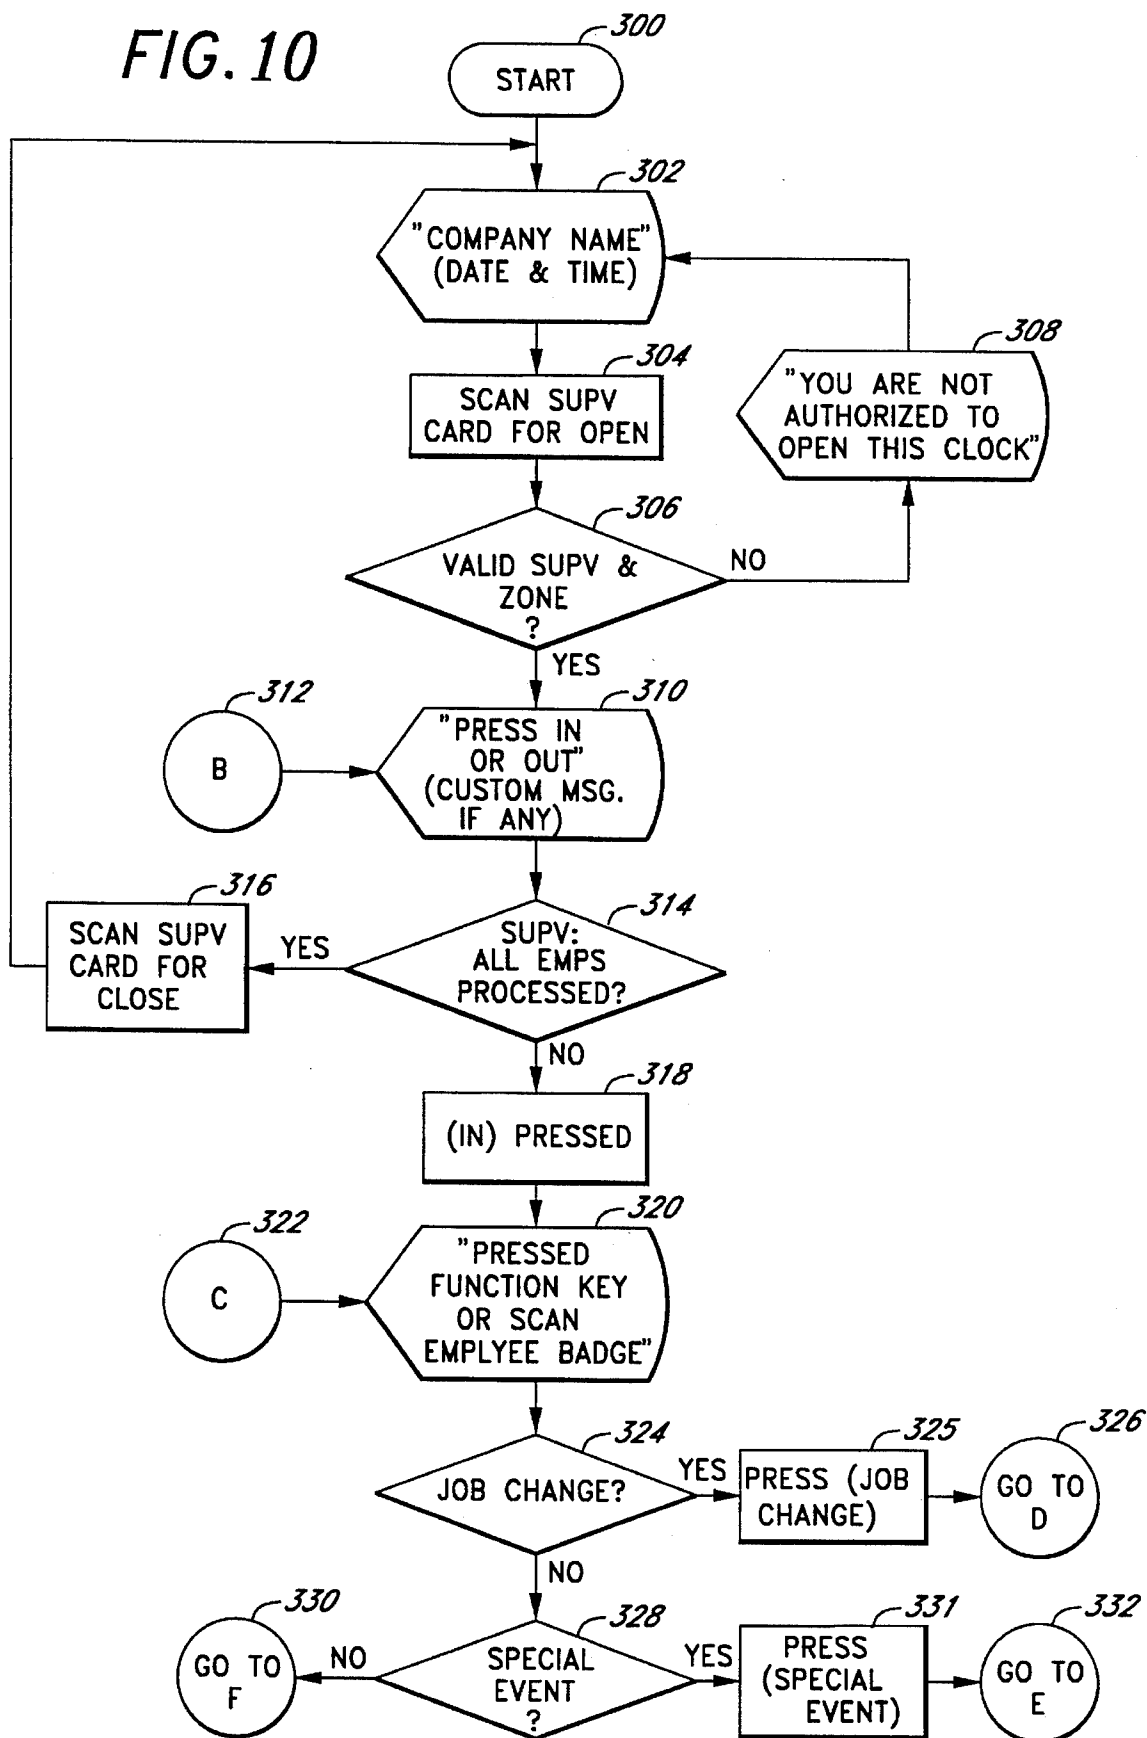 FIG. 10
300
START
302
"COMPANY NAME"
(DATE & TIME)
304
SCAN SUPV
CARD FOR OPEN
308
"YOU ARE NOT
AUTHORIZED TO
OPEN THIS CLOCK"
306
VALID SUPV &
ZONE
?
NO
YES
312
B
310
"PRESS IN
OR OUT"
(CUSTOM MSG.
IF ANY)
316
SCAN SUPV
CARD FOR
CLOSE
YES
314
SUPV:
ALL EMPS
PROCESSED?
NO
318
(IN) PRESSED
322
C
320
"PRESSED
FUNCTION KEY
OR SCAN
EMPLYEE BADGE"
324
JOB CHANGE?
YES
325
PRESS (JOB
CHANGE)
326
GO TO
D
NO
330
GO TO
F
NO
328
SPECIAL
EVENT
?
YES
331
PRESS
(SPECIAL
EVENT)
332
GO TO
E